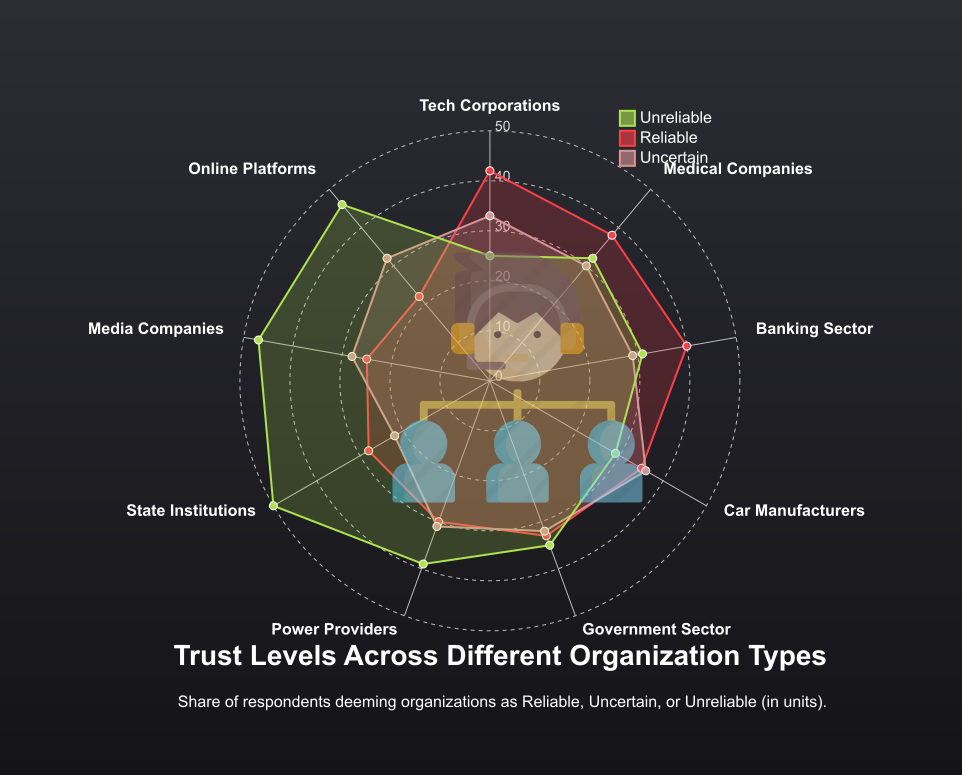 Tech Corporations
50
Unreliable
Reliable
Uncertain
Online Platforms
Medical Companies
40
30
20
10
0
Media Companies
Banking Sector
State Institutions
Car Manufacturers
Power Providers
Government Sector
Trust Levels Across Different Organization Types
Share of respondents deeming organizations as Reliable, Uncertain, or Unreliable (in units).